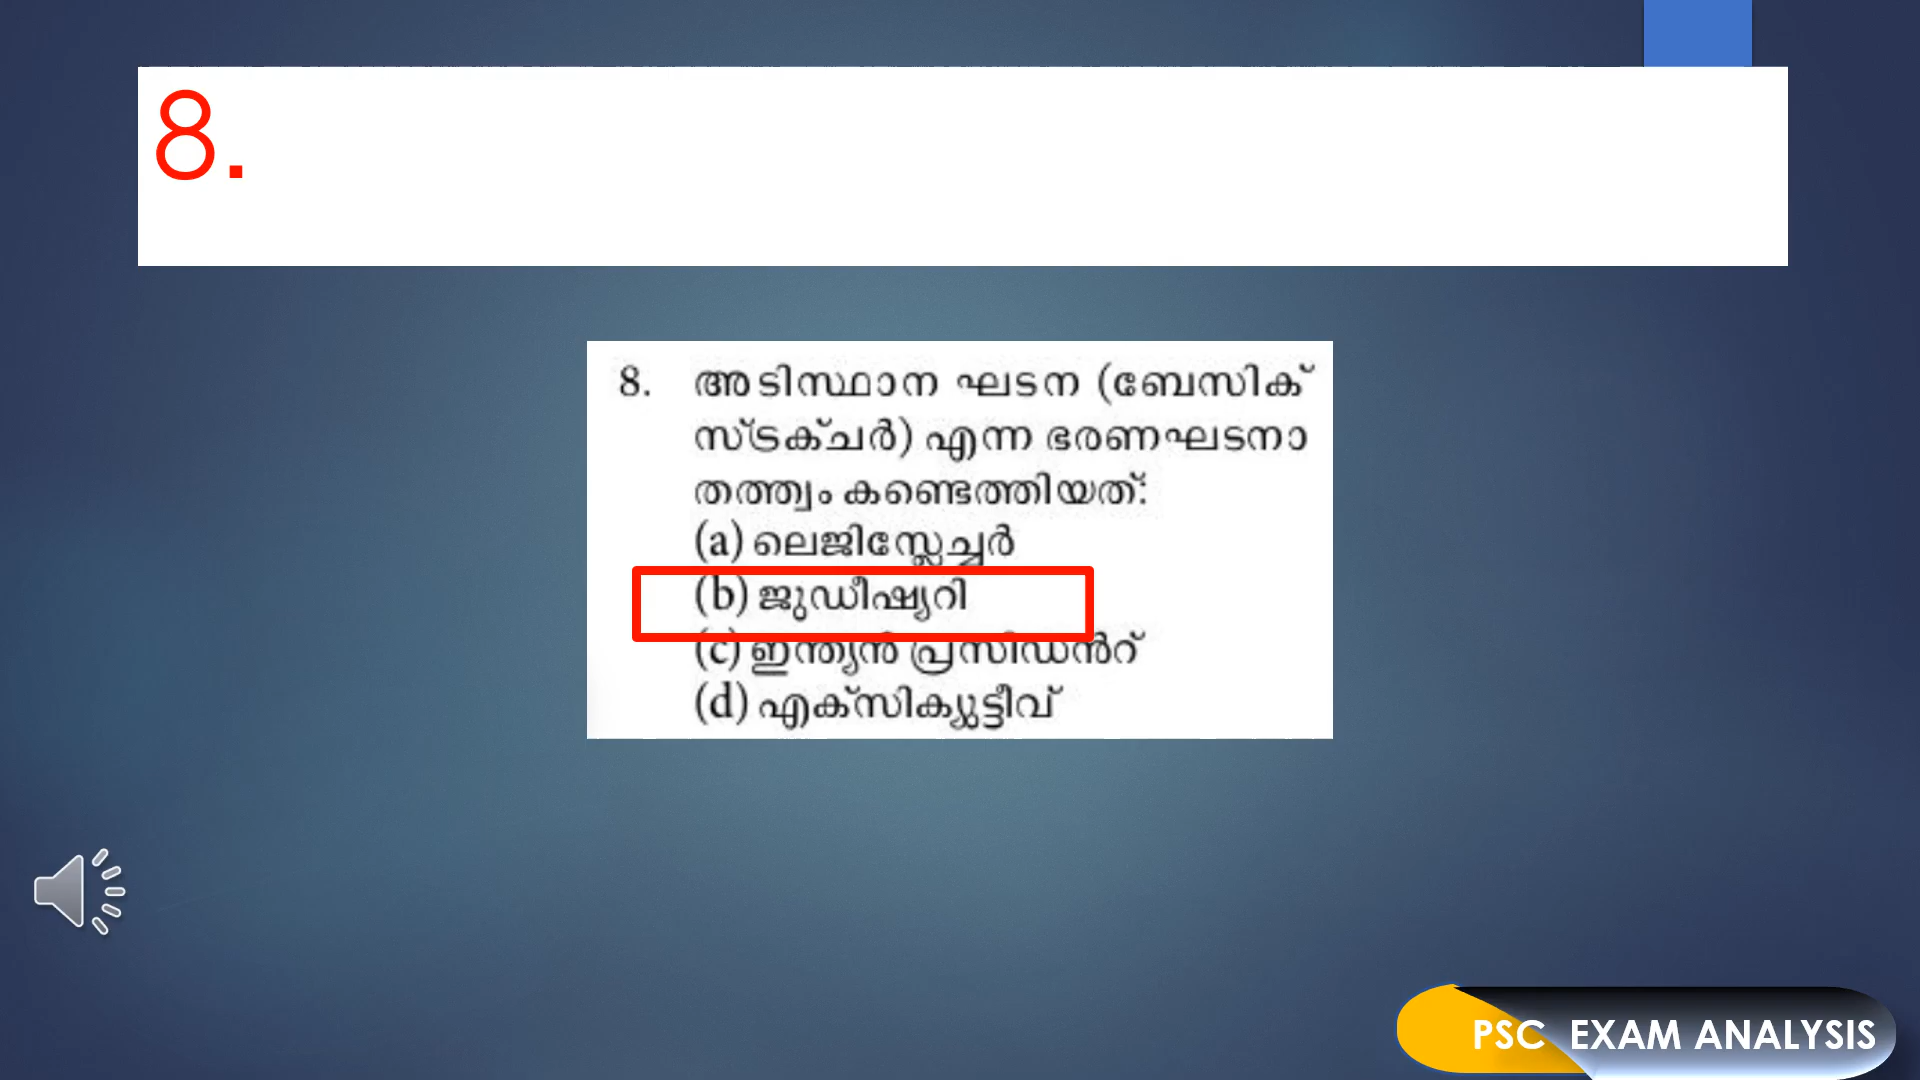 8.
8. അടിസ്ഥാന ഘടന (ബേസിക്
സ്ട്രക്ചർ) എന്ന ഭരണഘടനാ
തത്ത്വം കണ്ടെത്തിയത്:
(a) ലെജിസ്ലേച്ചർ
(b) ജുഡീഷ്യറി
(c) ഇന്ത്യൻ പ്രസിഡൻറ്
(d) എക്സിക്യുട്ടീവ്
PSC EXAM ANALYSIS